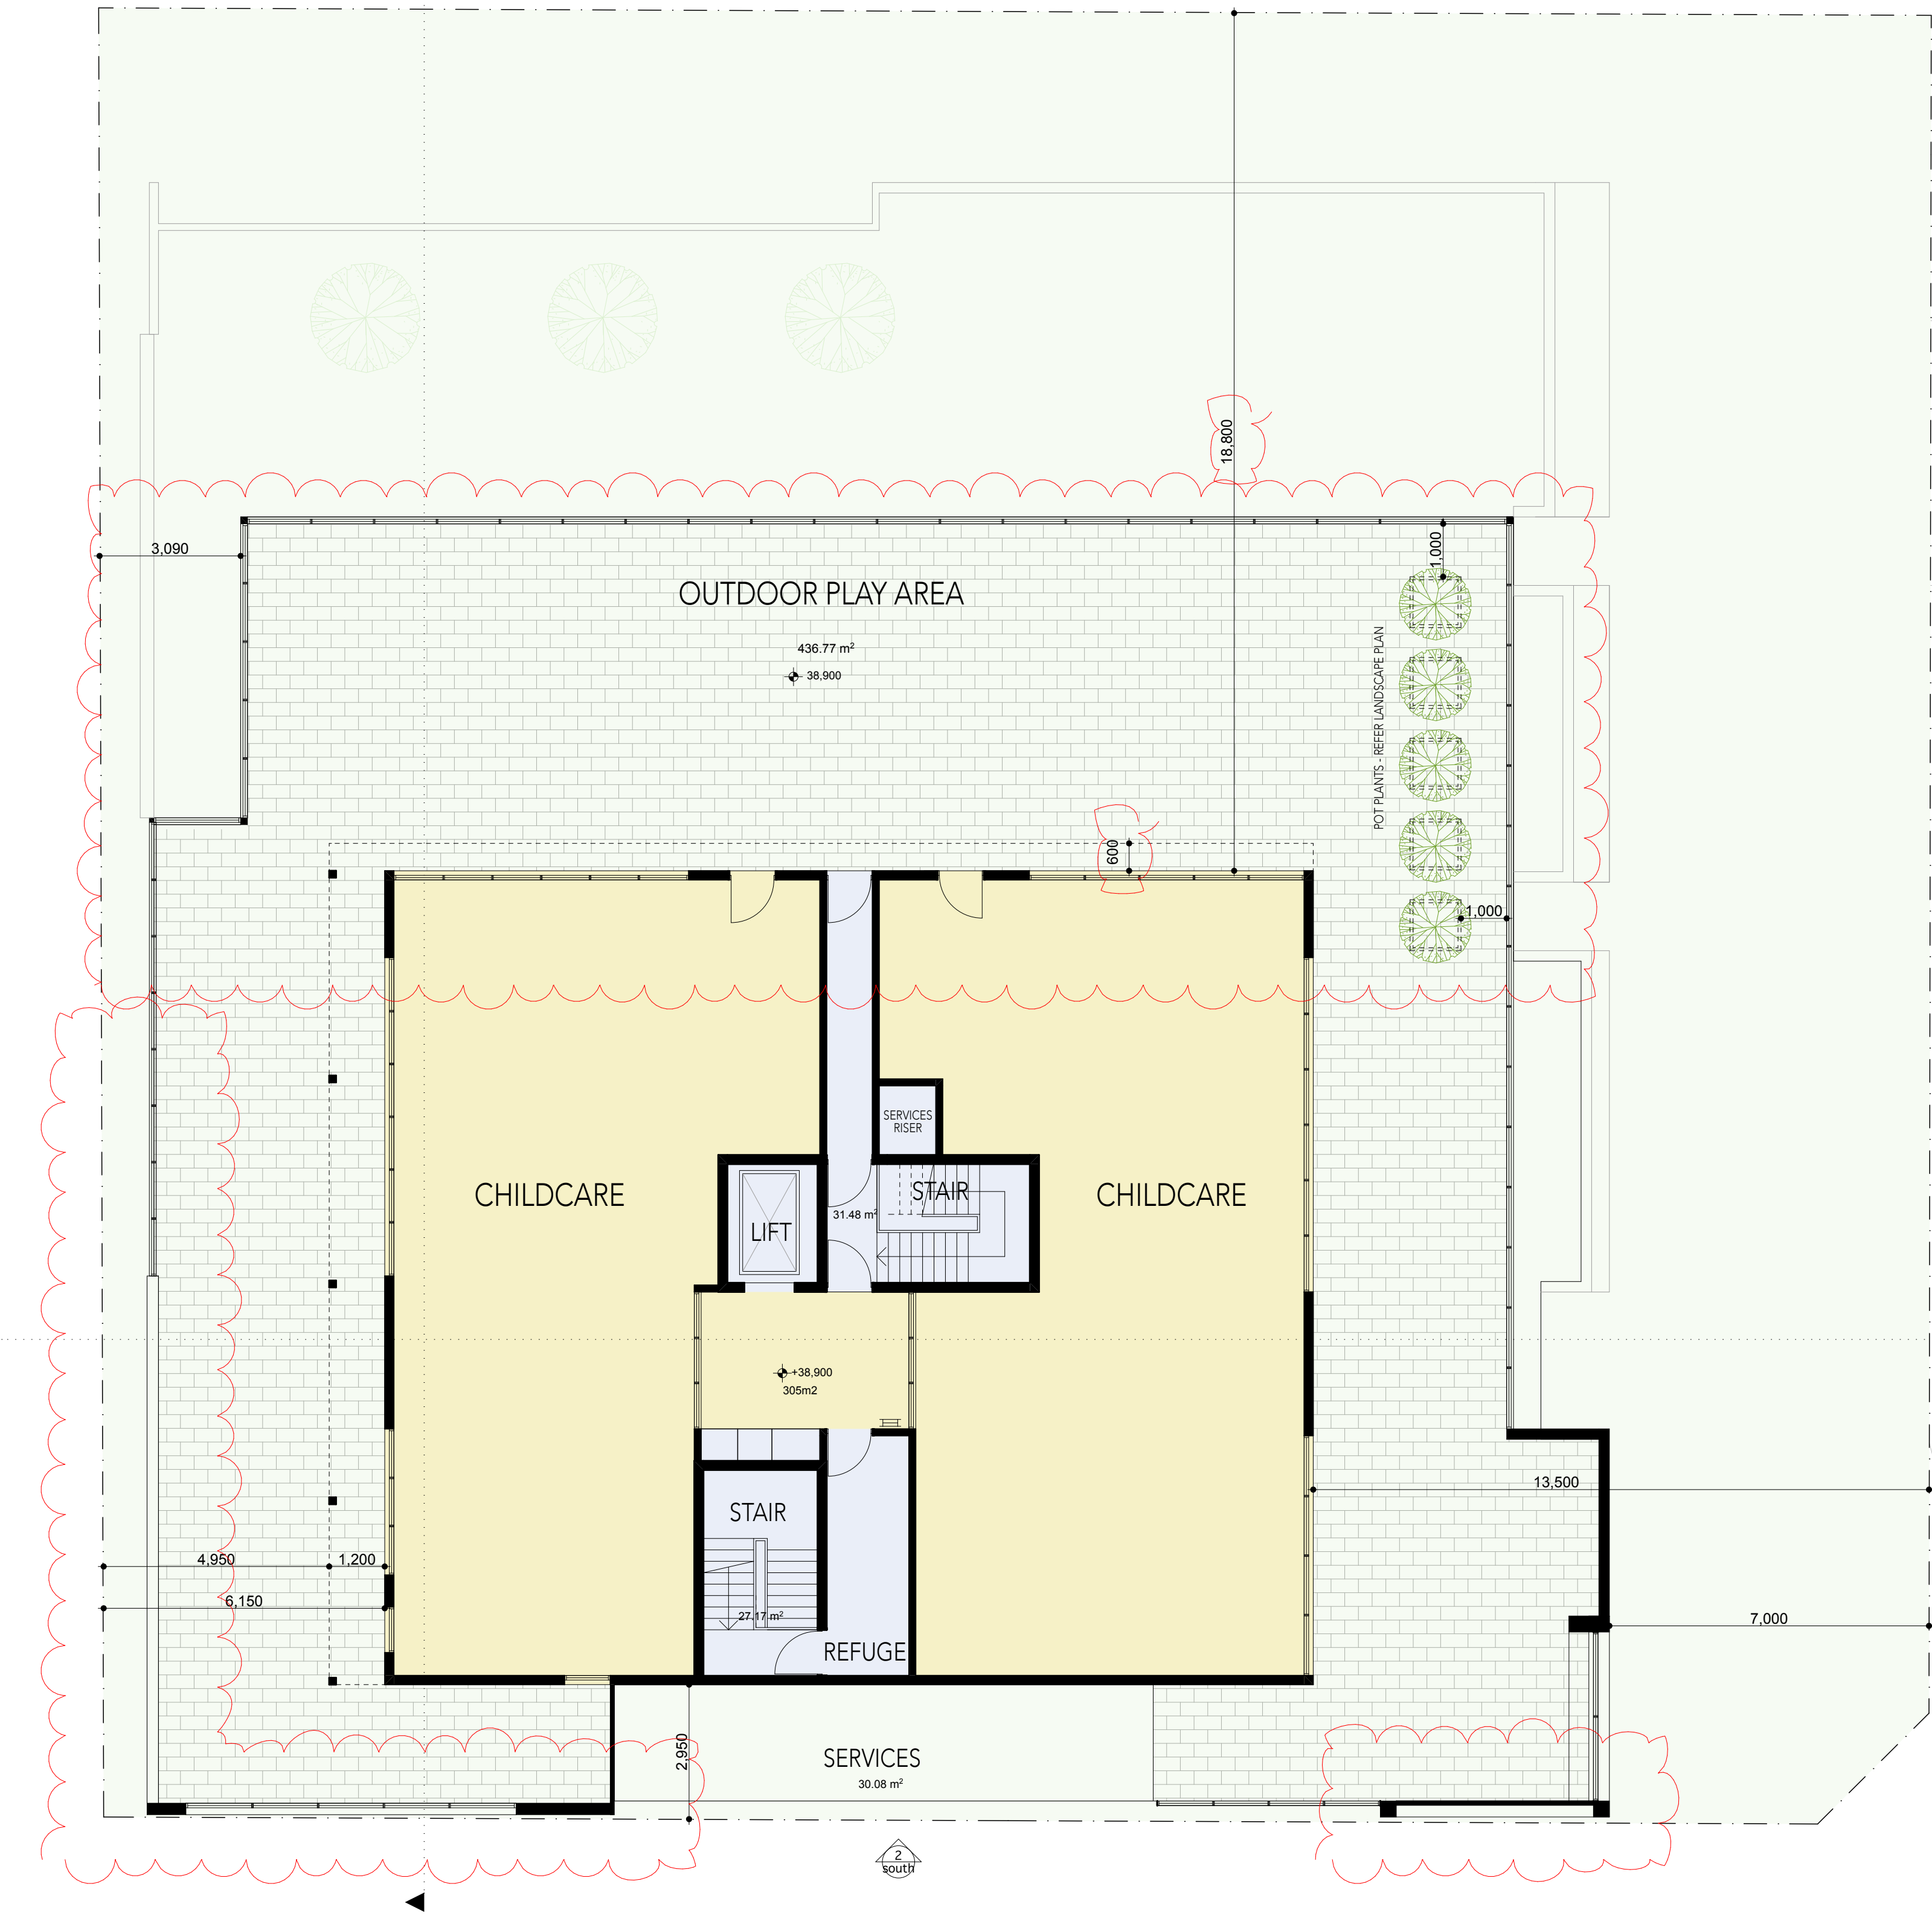 18,800
3,090
1,000
OUTDOOR PLAY AREA
436.77 m²
38,900
POT PLANTS - REFER LANDSCAPE PLAN
600
1,000
SERVICES
RISER
CHILDCARE
STAIR
CHILDCARE
31.48 m²
LIFT
+38,900
305m2
13,500
STAIR
4,950
1,200
6,150
27.17 m²
7,000
REFUGE
2,950
SERVICES
30.08 m²
2
south